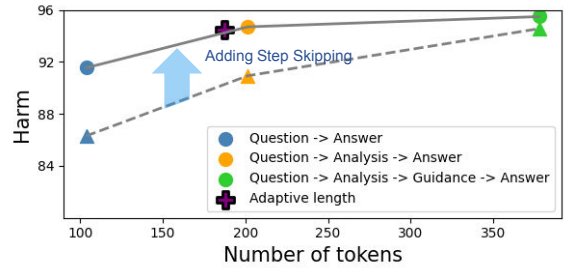 96
92
88
84
Harm
Adding Step Skipping
Question -> Answer
Question -> Analysis -> Answer
Question -> Analysis -> Guidance -> Answer
Adaptive length
100 150 200 250 300 350
Number of tokens